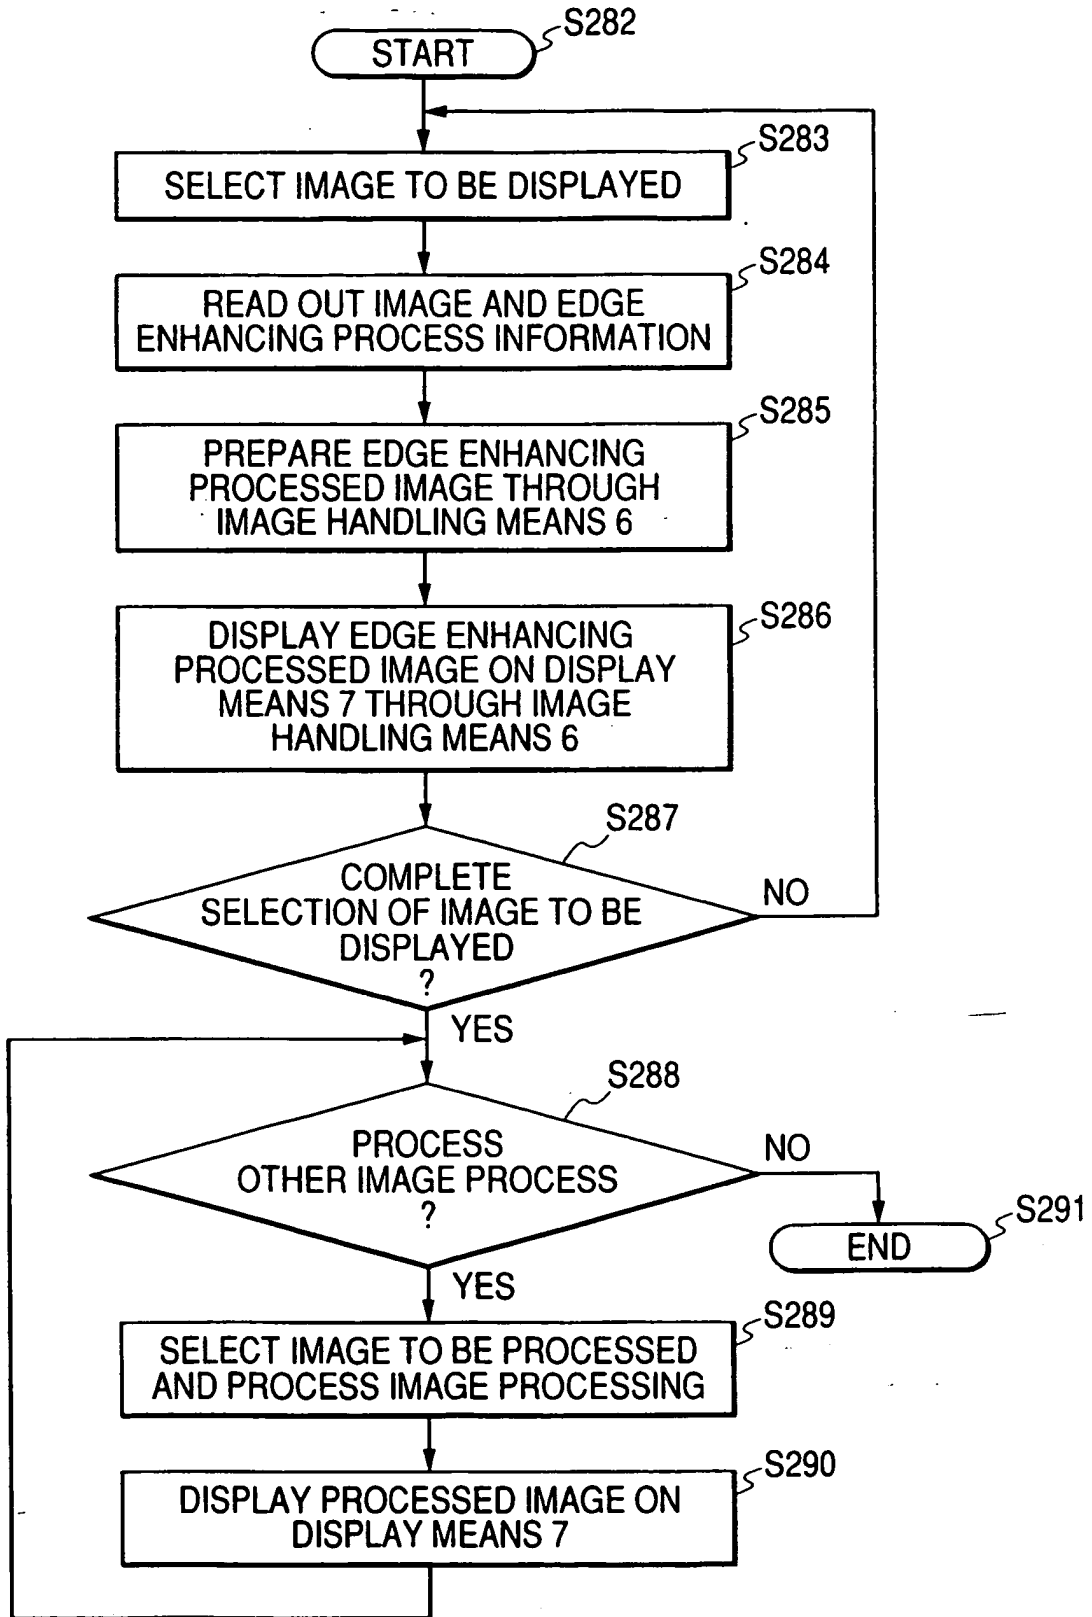 S282
START
S283
SELECT IMAGE TO BE DISPLAYED
S284
READ OUT IMAGE AND EDGE
ENHANCING PROCESS INFORMATION
S285
PREPARE EDGE ENHANCING
PROCESSED IMAGE THROUGH
IMAGE HANDLING MEANS 6
S286
DISPLAY EDGE ENHANCING
PROCESSED IMAGE ON DISPLAY
MEANS 7 THROUGH IMAGE
HANDLING MEANS 6
S287
COMPLETE
SELECTION OF IMAGE TO BE
DISPLAYED
?
NO
YES
S288
PROCESS
OTHER IMAGE PROCESS
?
NO
S291
END
YES
S289
SELECT IMAGE TO BE PROCESSED
AND PROCESS IMAGE PROCESSING
S290
DISPLAY PROCESSED IMAGE ON
DISPLAY MEANS 7